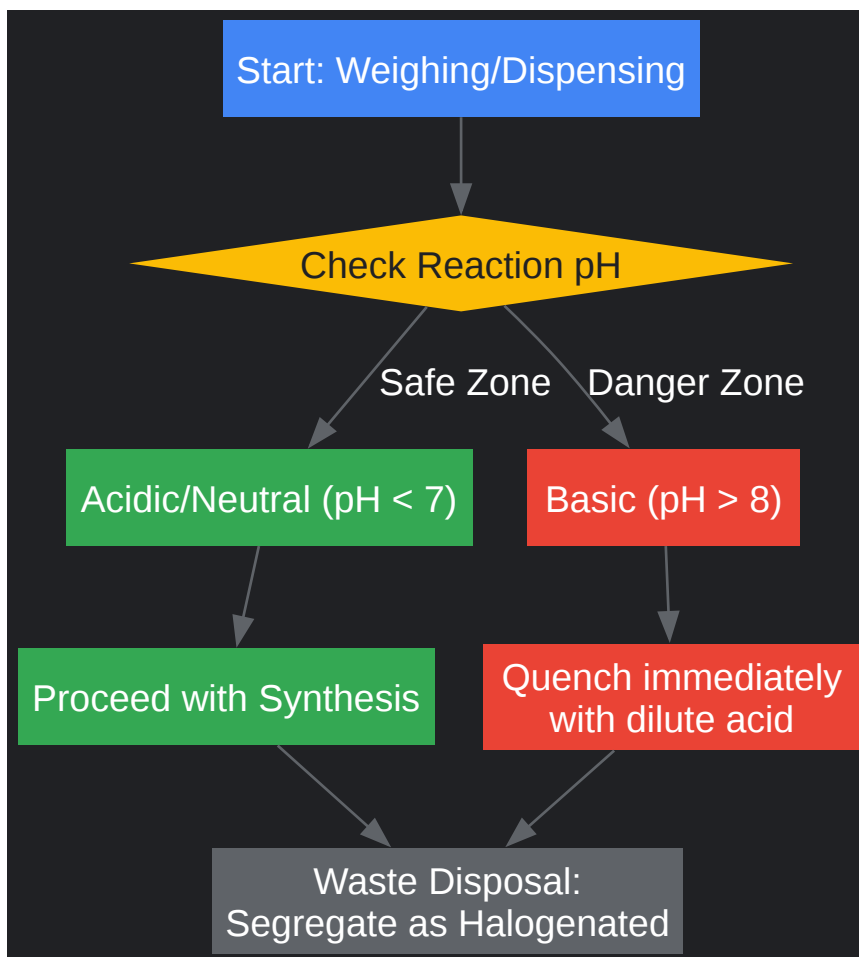 Start: Weighing/Dispensing
Check Reaction pH
Safe Zone
Danger Zone
Acidic/Neutral (pH < 7)
Basic (pH > 8)
Proceed with Synthesis
Quench immediately
with dilute acid
Waste Disposal:
Segregate as Halogenated